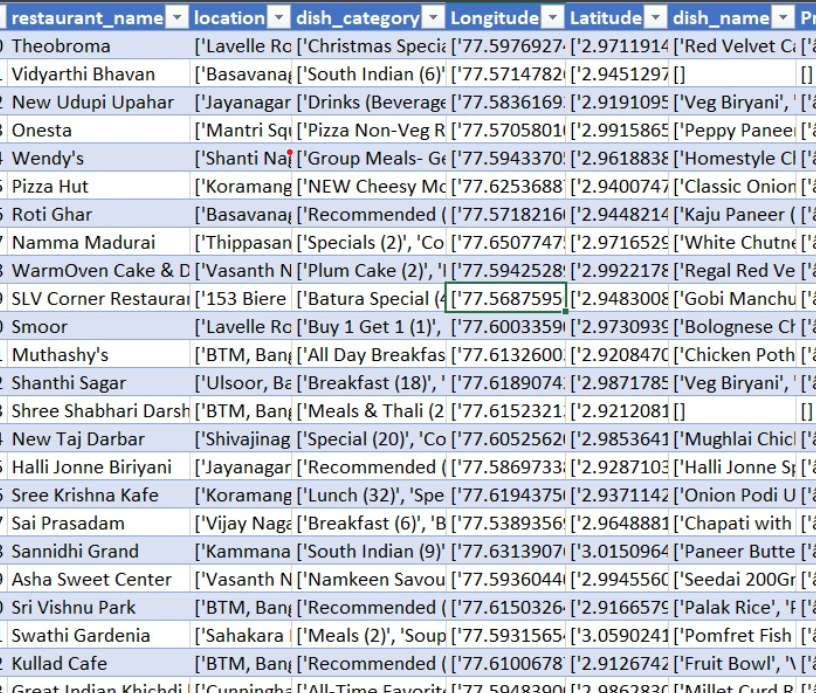 restaurant_name location dish_category Longitude Latitude dish_name Pr
0 Theobroma ['Lavelle Ro ['Christmas Specia ['77.5976927 ['2.9711914 ['Red Velvet Ca ['
Vidyarthi Bhavan ['Basavanag ['South Indian (6)' ['77.5714782 ['2.9451297 [] []
2 New Udupi Upahar ['Jayanagar ['Drinks (Beverage ['77.5836169 ['2.9191095 ['Veg Biryani', ' ['
3 Onesta ['Mantri Squ ['Pizza Non-Veg R ['77.5705801 ['2.9915865 ['Peppy Paneer ['
4 Wendy's ['Shanti Nag ['Group Meals- Ge ['77.5943370 ['2.9618838 ['Homestyle Cl ['
5 Pizza Hut ['Koramang ['NEW Cheesy Mo ['77.6253688 ['2.9400747 ['Classic Onion ['
6 Roti Ghar ['Basavanag ['Recommended ( ['77.5718216 ['2.9448214 ['Kaju Paneer ( ['
7 Namma Madurai ['Thippasan ['Specials (2)', 'Co ['77.6507747 ['2.9716529 ['White Chutne ['
8 WarmOven Cake & D ['Vasanth N ['Plum Cake (2)', ' ['77.5942528 ['2.9922178 ['Regal Red Ve ['
9 SLV Corner Restaurar ['153 Biere ['Batura Special (4 ['77.5687595 ['2.9483008 ['Gobi Manchu ['
0 Smoor ['Lavelle Ro ['Buy 1 Get 1 (1)', ['77.6003359 ['2.9730939 ['Bolognese Ch ['
Muthashy's ['BTM, Bang ['All Day Breakfas ['77.6132600 ['2.9208470 ['Chicken Poth ['
2 Shanthi Sagar ['Ulsoor, Ba ['Breakfast (18)', ' ['77.6189074 ['2.9871785 ['Veg Biryani', ' ['
3 Shree Shabhari Darsh ['BTM, Bang ['Meals & Thali (2 ['77.6152321 ['2.9212081 [] []
4 New Taj Darbar ['Shivajinag ['Special (20)', 'Co ['77.6052562 ['2.9853641 ['Mughlai Chicl ['
5 Halli Jonne Biriyani ['Jayanagar ['Recommended ( ['77.5869733 ['2.9287103 ['Halli Jonne Sp ['
6 Sree Krishna Kafe ['Koramang ['Lunch (32)', 'Spe ['77.6194375 ['2.9371142 ['Onion Podi U ['
7 Sai Prasadam ['Vijay Naga ['Breakfast (6)', 'B ['77.5389356 ['2.9648881 ['Chapati with ['
8 Sannidhi Grand ['Kammana ['South Indian (9)' ['77.6313907 ['3.0150964 ['Paneer Butte ['
9 Asha Sweet Center ['Vasanth N ['Namkeen Savou ['77.5936044 ['2.9945560 ['Seedai 200Gr ['
0 Sri Vishnu Park ['BTM, Bang ['Recommended ( ['77.6150326 ['2.9166579 ['Palak Rice', 'F ['
Swathi Gardenia ['Sahakara ['Meals (2)', 'Soup ['77.5931565 ['3.0590241 ['Pomfret Fish ['
2 Kullad Cafe ['BTM, Bang ['Recommended ( ['77.6100678 ['2.9126742 ['Fruit Bowl', ' ['
Great Indian Khichdi ['Cunningha ['All-Time Favorite ['77.5948390 ['2.9862830 ['Millet Curd R ['